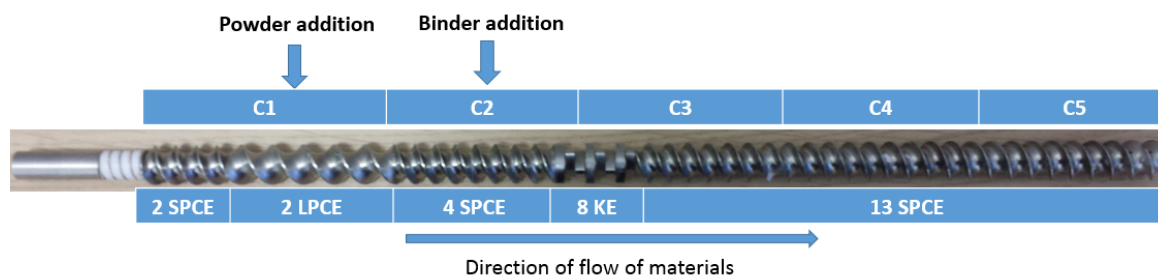 Powder addition
Binder addition
C1
C2
C3
C4
C5
2 SPCE
2 LPCE
4 SPCE
8 KE
13 SPCE
Direction of flow of materials